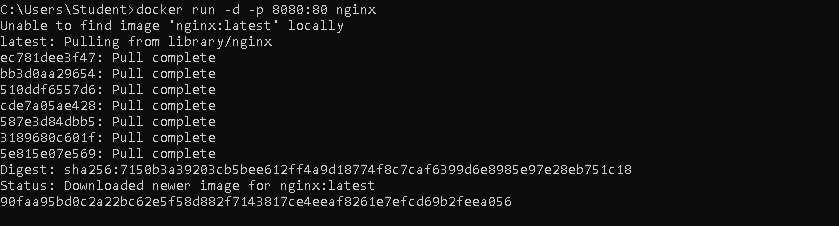 C:\Users\Student>docker run -d -p 8080:80 nginx
Unable to find image 'nginx:latest' locally
latest: Pulling from library/nginx
ec781dee3f47: Pull complete
bb3d0aa29654: Pull complete
510ddf6557d6: Pull complete
cde7a05ae428: Pull complete
587e3d84dbb5: Pull complete
3189680c601f: Pull complete
5e815e07e569: Pull complete
Digest: sha256:7150b3a39203cb5bee612ff4a9d18774f8c7caf6399d6e8985e97e28eb751c18
Status: Downloaded newer image for nginx:latest
90faa95bd0c2a22bc62e5f58d882f7143817ce4eeaf8261e7efcd69b2feea056